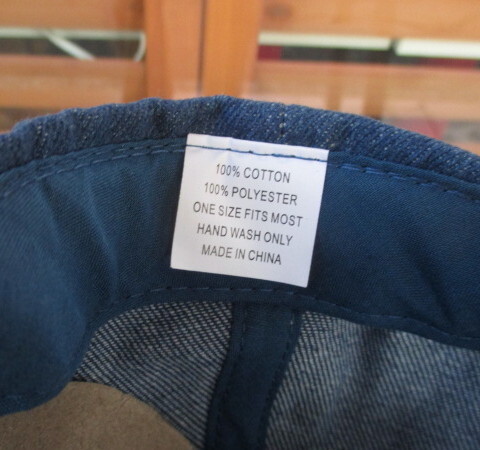 100% COTTON
100% POLYESTER
ONE SIZE FITS MOST
HAND WASH ONLY
MADE IN CHINA